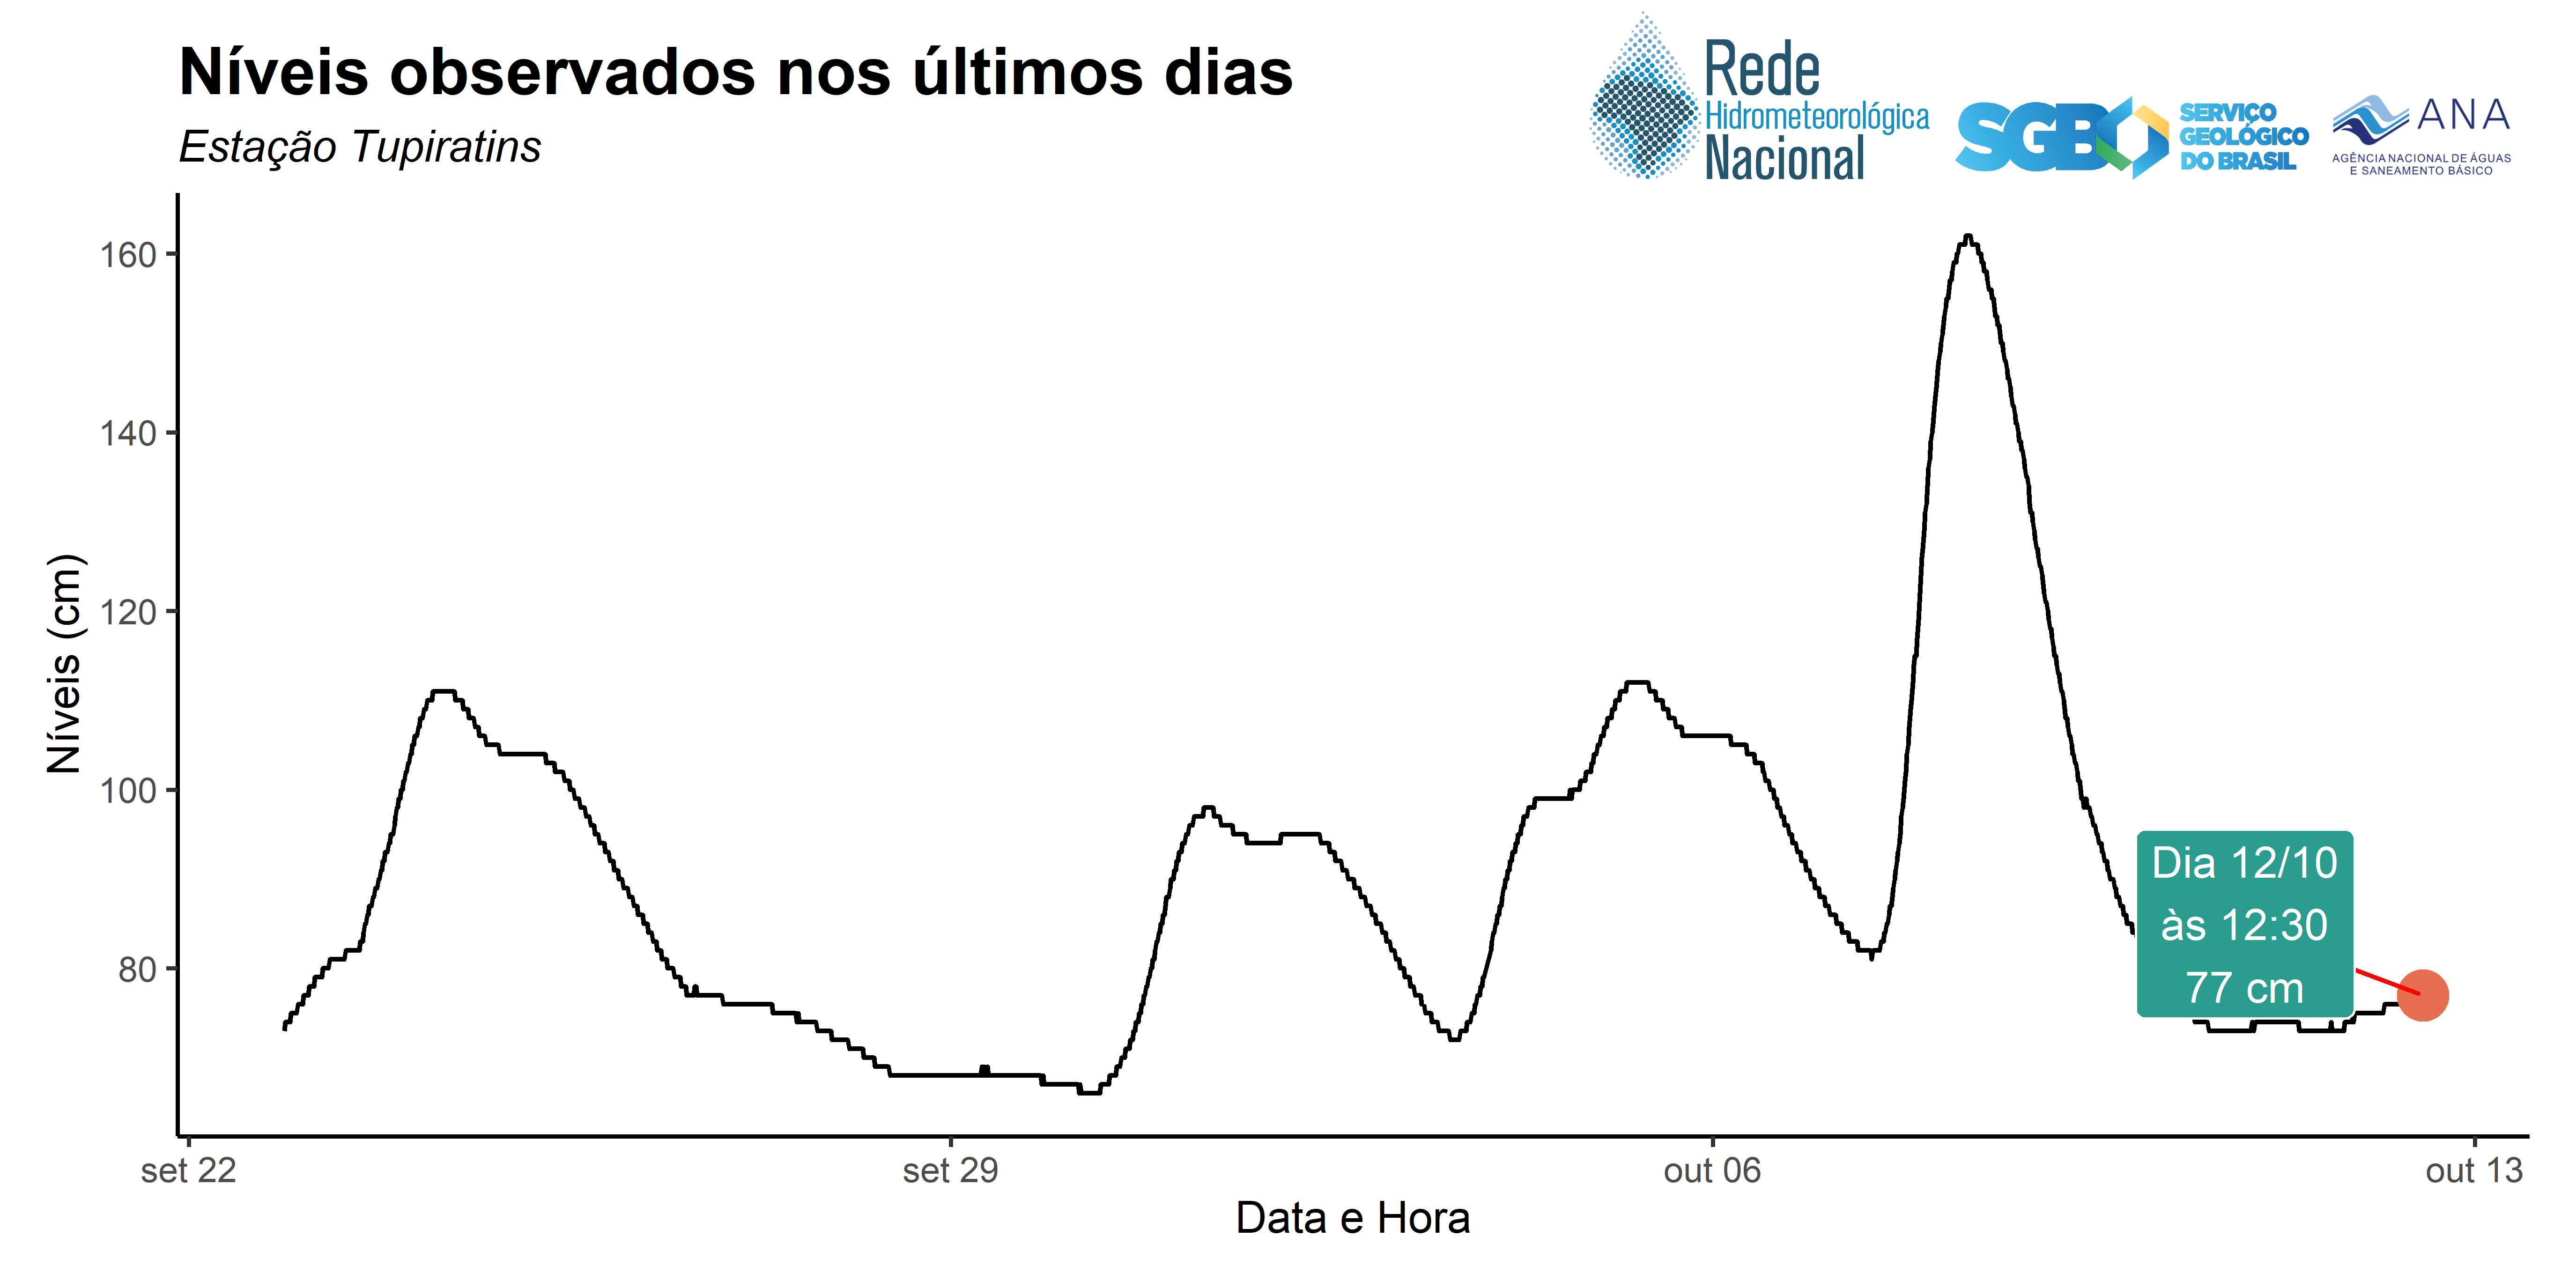 Níveis observados nos últimos dias
Estação Tupiratins
Rede
Hidrometeorológica
Nacional
SGB
SERVIÇO
GEOLÓGICO
DO BRASIL
ANA
AGÊNCIA NACIONAL DE ÁGUAS
E SANEAMENTO BÁSICO
Níveis (cm)
160
140
120
100
80
Dia 12/10
às 12:30
77 cm
set 22
set 29
out 06
out 13
Data e Hora